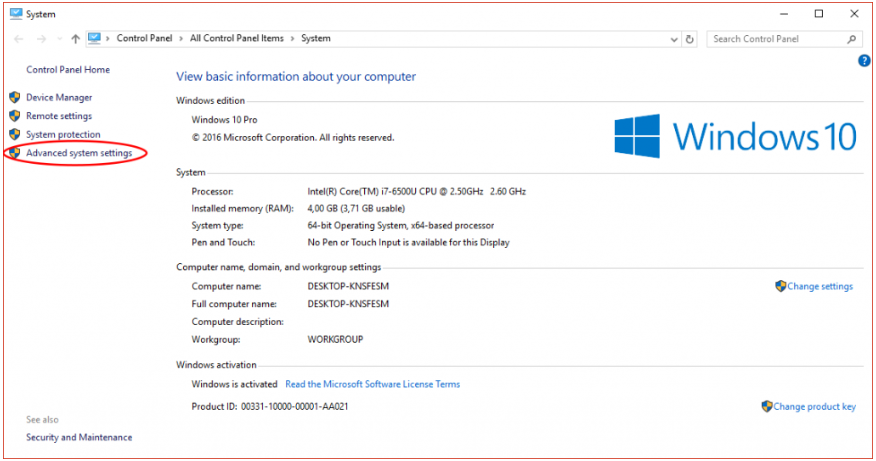 System
Control Panel > All Control Panel Items > System
Search Control Panel
?
Control Panel Home
Device Manager
Remote settings
System protection
Advanced system settings
View basic information about your computer
Windows edition
Windows 10 Pro
© 2016 Microsoft Corporation. All rights reserved.
Windows 10
System
Processor: Intel(R) Core(TM) i7-6500U CPU @ 2.50GHz 2.60 GHz
Installed memory (RAM): 4,00 GB (3,71 GB usable)
System type: 64-bit Operating System, x64-based processor
Pen and Touch: No Pen or Touch Input is available for this Display
Computer name, domain, and workgroup settings
Computer name: DESKTOP-KNSFESM
Change settings
Full computer name: DESKTOP-KNSFESM
Computer description:
Workgroup: WORKGROUP
Windows activation
Windows is activated Read the Microsoft Software License Terms
Product ID: 00331-10000-00001-AA021
Change product key
See also
Security and Maintenance